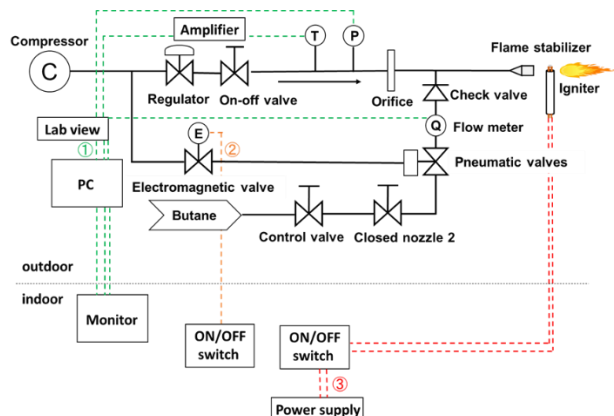 Amplifier
Compressor
T
P
Flame stabilizer
C
Regulator
On-off valve
Orifice
Check valve
Igniter
Lab view
①
E
②
Q
Flow meter
PC
Electromagnetic valve
Pneumatic valves
Butane
Control valve
Closed nozzle 2
outdoor
indoor
Monitor
ON/OFF
switch
ON/OFF
switch
③
Power supply